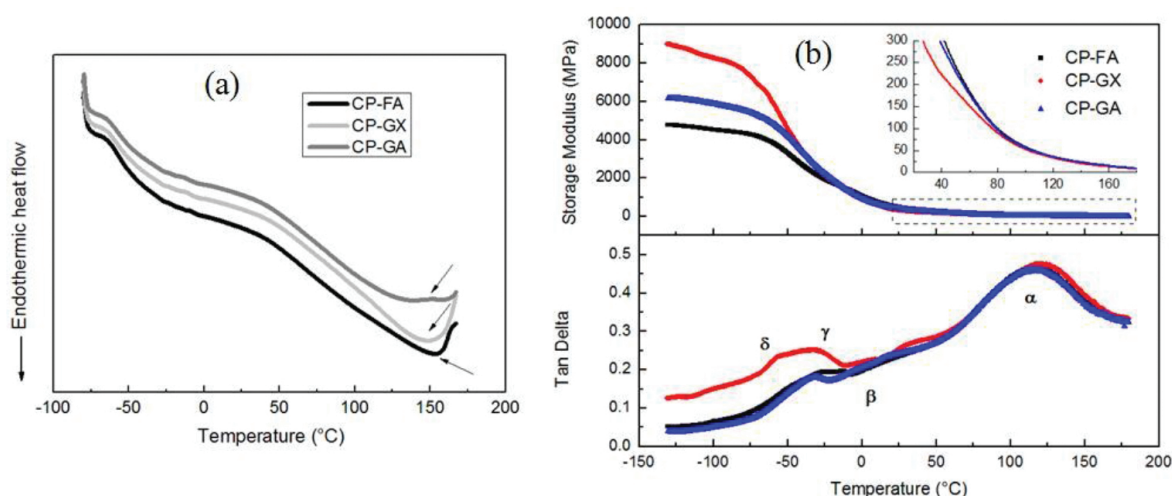 (a)
CP-FA
CP-GX
CP-GA
Endothermic heat flow
-100
-50
0
50
100
150
200
Temperature (°C)
(b)
Storage Modulus (MPa)
10000
8000
6000
4000
2000
0
300
250
200
150
100
50
0
40
80
120
160
CP-FA
CP-GX
CP-GA
Tan Delta
0.5
0.4
0.3
0.2
0.1
0.0
δ
γ
β
α
-150
-100
-50
0
50
100
150
200
Temperature (°C)